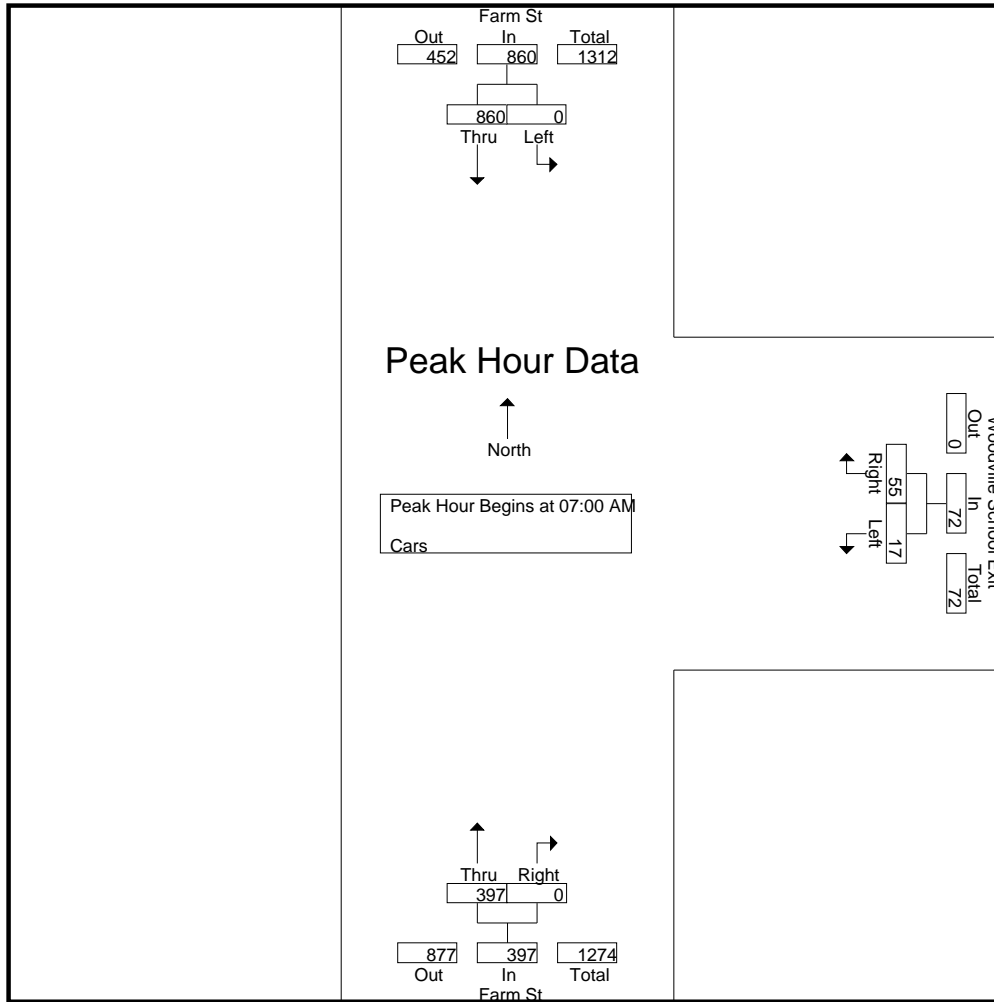 Farm St
Out In Total
452 860 1312
860 0
Thru Left
Peak Hour Data
North
Peak Hour Begins at 07:00 AM
Cars
Right Left
55 17
Out In Total
0 72 72
School Exit
Thru Right
397 0
877 397 1274
Out In Total
Farm St